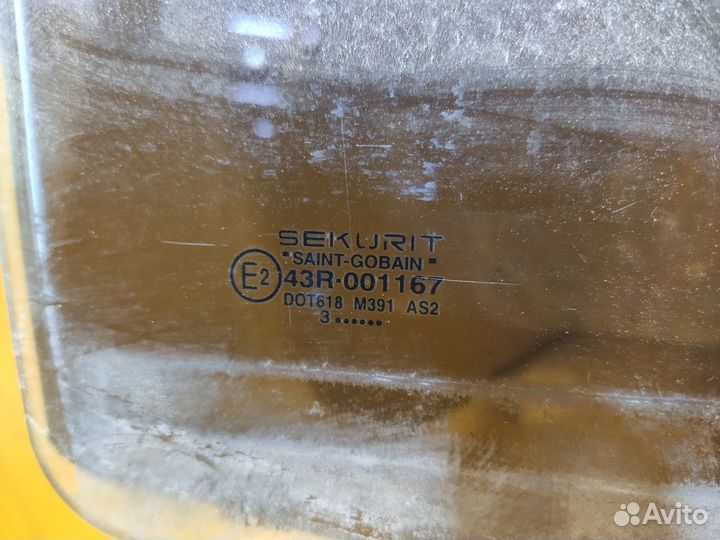 SEKURIT
"SAINT-GOBAIN"
E2 43R-001167
DOT618 M391 AS2
3 ......
Avito